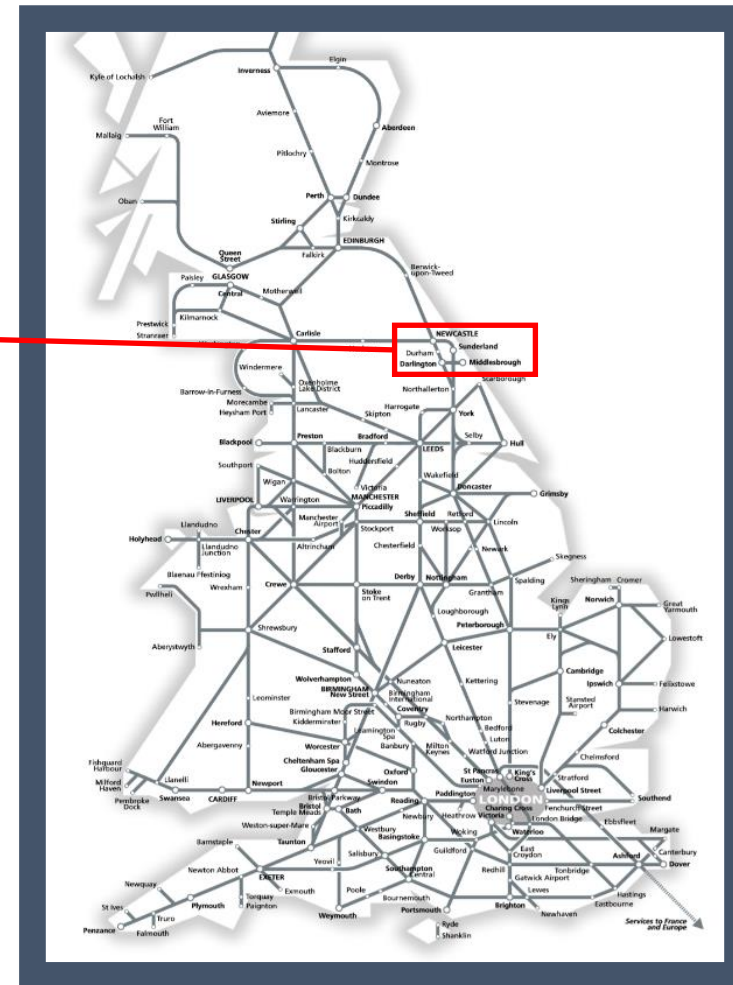 Elgin
Inverness
Kyle of Lochalsh
Aviemore
Fort
William
Mallaig
Aberdeen
Pitlochry
Montrose
Perth
Dundee
Oban
Stirling
Kirkcaldy
EDINBURGH
Queen
Street
Falkirk
Berwick-
upon-Tweed
Paisley
GLASGOW
Central
Motherwell
Kilmarnock
Prestwick
Stranraer
Carlisle
NEWCASTLE
Sunderland
Durham
Darlington
Middlesbrough
Windermere
Scarborough
Oxenholme
Lake District
Barrow-in-Furness
Northallerton
Morecambe
Heysham Port
Lancaster
Harrogate
Skipton
York
Blackpool
Preston
Bradford
Blackburn
LEEDS
Selby
Hull
Southport
Bolton
Huddersfield
Wakefield
Wigan
Victoria
Doncaster
Grimsby
LIVERPOOL
Warrington
MANCHESTER
Piccadilly
Manchester
Airport
Stockport
Sheffield
Retford
Worksop
Lincoln
Llandudno
Holyhead
Chester
Llandudno
Junction
Altrincham
Chesterfield
Newark
Skegness
Blaenau Ffestiniog
Pwllheli
Wrexham
Crewe
Stoke
on Trent
Derby
Nottingham
Grantham
Spalding
Sheringham
Cromer
Kings
Lynn
Norwich
Great
Yarmouth
Loughborough
Peterborough
Ely
Lowestoft
Aberystwyth
Shrewsbury
Stafford
Leicester
Wolverhampton
BIRMINGHAM
New Street
Nuneaton
Birmingham
International
Kettering
Cambridge
Ipswich
Felixstowe
Stansted
Airport
Harwich
Leominster
Birmingham Moor Street
Kidderminster
Coventry
Rugby
Northampton
Stevenage
Colchester
Hereford
Leamington
Spa
Bedford
Luton
Abergavenny
Worcester
Banbury
Milton
Keynes
Watford Junction
Chelmsford
Cheltenham Spa
Gloucester
Oxford
St Pancras
Euston
King's
Cross
Stratford
Fishguard
Harbour
Milford
Haven
Llanelli
Pembroke
Dock
Swansea
CARDIFF
Newport
Swindon
Paddington
Marylebone
Liverpool Street
Bristol Parkway
Bristol
Temple Meads
Bath
Reading
LONDON
Charing Cross
Fenchurch Street
Southend
Weston-super-Mare
Newbury
Heathrow
Victoria
London Bridge
Ebbsfleet
Westbury
Basingstoke
Woking
Waterloo
Margate
Barnstaple
Taunton
Salisbury
Guildford
East
Croydon
Ashford
Canterbury
Dover
Newton Abbot
Yeovil
EXETER
Southampton
Central
Redhill
Gatwick Airport
Tonbridge
Newquay
Exmouth
Poole
Bournemouth
Lewes
Hastings
Eastbourne
St Ives
Plymouth
Torquay
Paignton
Weymouth
Portsmouth
Brighton
Newhaven
Truro
Penzance
Falmouth
Ryde
Shanklin
Services to France
and Europe